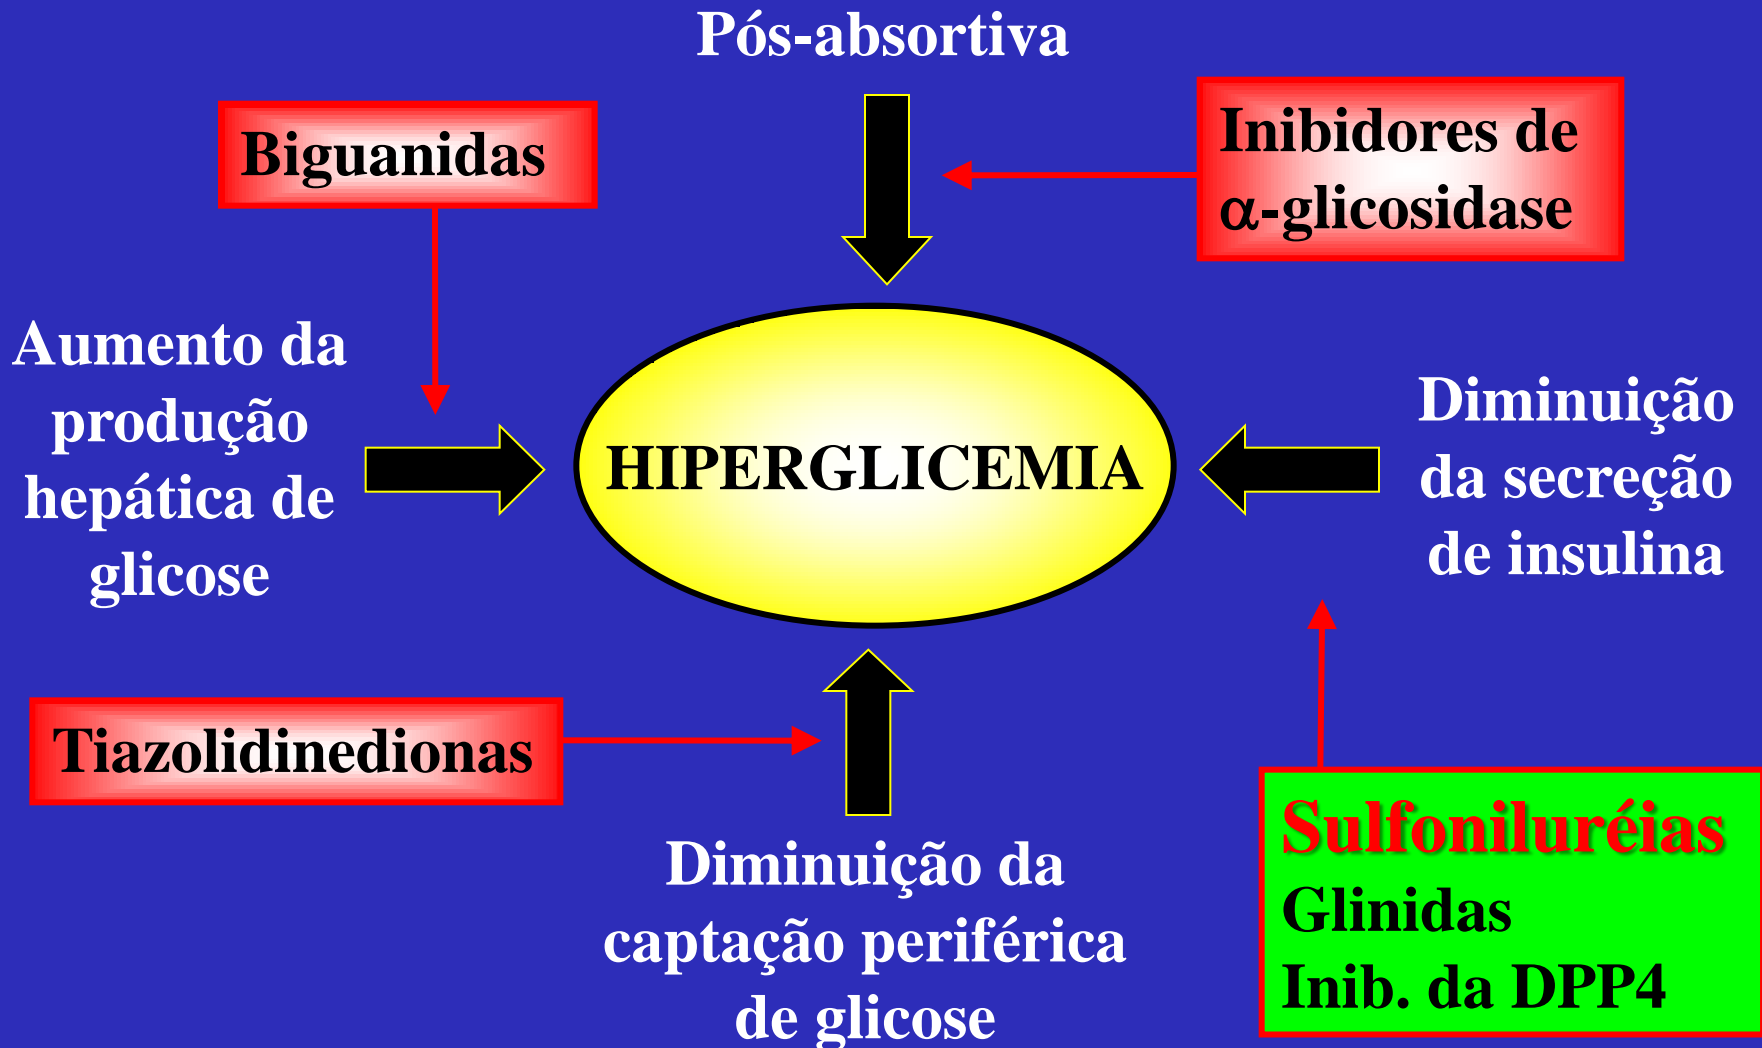 Pós-absortiva
Biguanidas
Inibidores de
α-glicosidase
Aumento da
produção
hepática de
glicose
HIPERGLICEMIA
Diminuição
da secreção
de insulina
Tiazolidinedionas
Diminuição da
captação periférica
de glicose
Sulfoniluréias
Glinidas
Inib. da DPP4